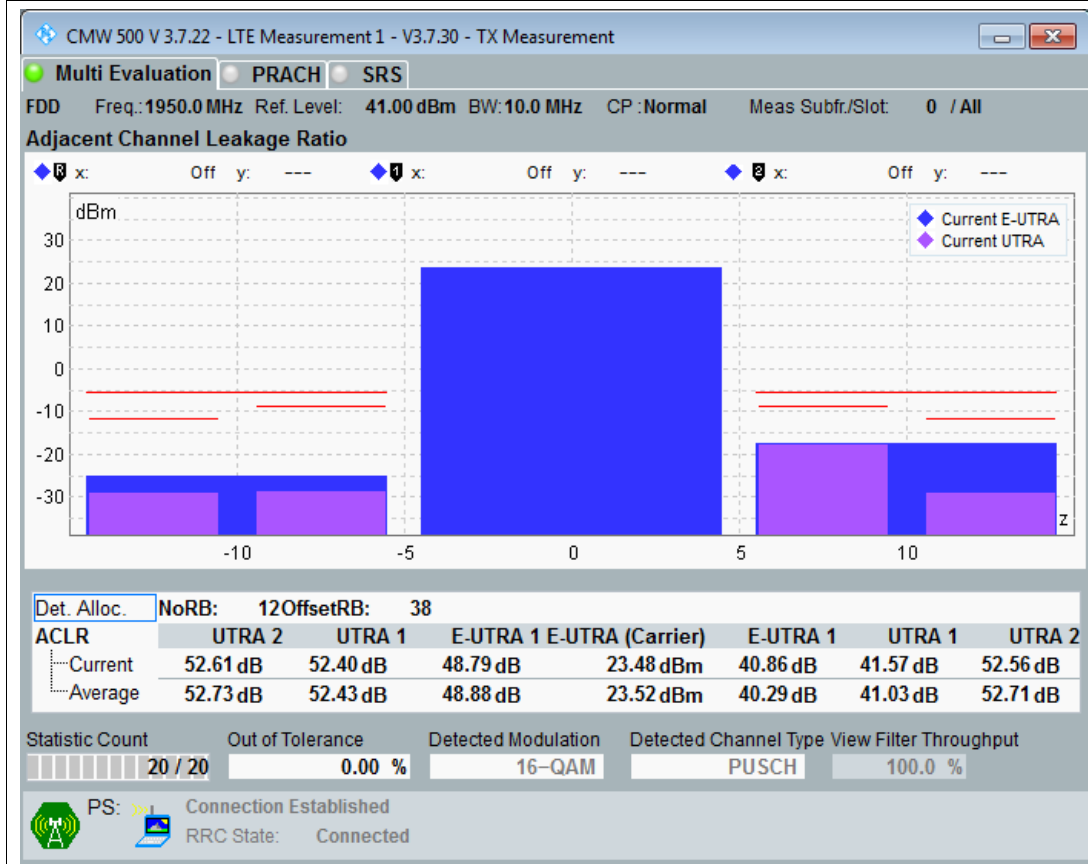 CMW 500 V 3.7.22 - LTE Measurement 1 - V3.7.30 - TX Measurement
Multi Evaluation PRACH SRS
FDD Freq.: 1950.0 MHz Ref. Level: 41.00 dBm BW: 10.0 MHz CP : Normal Meas Subfr./Slot: 0 / All
Adjacent Channel Leakage Ratio
R x: Off y: --- 1 x: Off y: --- 2 x: Off y: ---
dBm
Current E-UTRA
Current UTRA
30
20
10
0
-10
-20
-30
z
-10 -5 0 5 10
Det. Alloc. NoRB: 12 OffsetRB: 38
ACLR UTRA 2 UTRA 1 E-UTRA 1 E-UTRA (Carrier) E-UTRA 1 UTRA 1 UTRA 2
Current 52.61 dB 52.40 dB 48.79 dB 23.48 dBm 40.86 dB 41.57 dB 52.56 dB
Average 52.73 dB 52.43 dB 48.88 dB 23.52 dBm 40.29 dB 41.03 dB 52.71 dB
Statistic Count Out of Tolerance Detected Modulation Detected Channel Type View Filter Throughput
20 / 20 0.00 % 16-QAM PUSCH 100.0 %
PS: Connection Established
RRC State: Connected